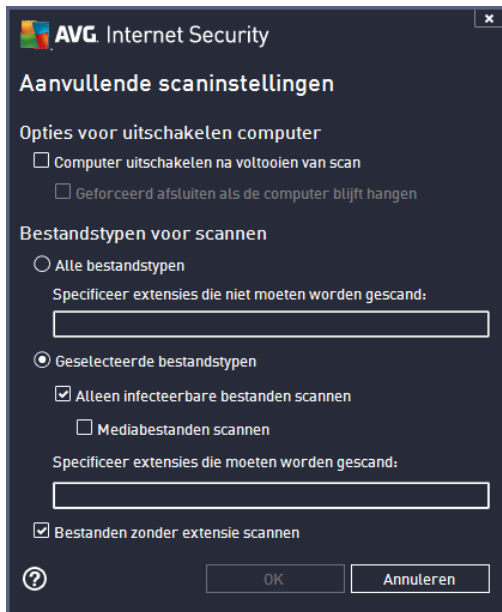 AVG. Internet Security
Aanvullende scaninstellingen
Opties voor uitschakelen computer
Computer uitschakelen na voltooien van scan
Geforceerd afsluiten als de computer blijft hangen
Bestandstypen voor scannen
Alle bestandstypen
Specificeer extensies die niet moeten worden gescand:
Geselecteerde bestandstypen
Alleen infecteerbare bestanden scannen
Mediabestanden scannen
Specificeer extensies die moeten worden gescand:
Bestanden zonder extensie scannen
?
OK
Annuleren